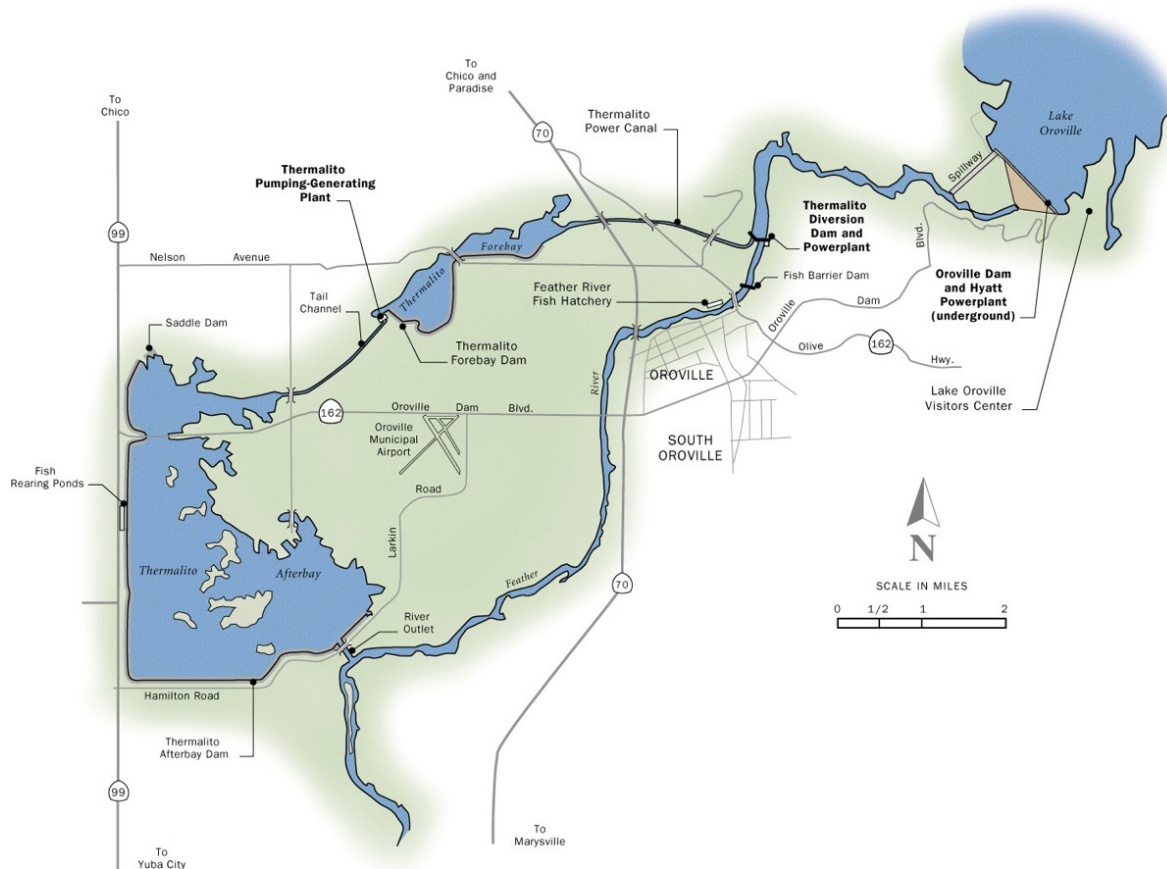 To
Chico and
Paradise
To
Chico
70
Thermalito
Power Canal
Lake
Oroville
Spillway
Thermalito
Pumping-Generating
Plant
Thermalito
Diversion
Dam and
Powerplant
99
Forebay
Blvd.
Nelson Avenue
Thermalito
Fish Barrier Dam
Oroville Dam
and Hyatt
Powerplant
(underground)
Feather River
Fish Hatchery
Tail
Channel
Oroville
Dam
Saddle Dam
Thermalito
Forebay Dam
Olive
162
Hwy.
OROVILLE
River
Lake Oroville
Visitors Center
162
Oroville Dam Blvd.
Oroville
Municipal
Airport
SOUTH
OROVILLE
Fish
Rearing Ponds
Road
Larkin
N
Thermalito Afterbay
Feather
70
SCALE IN MILES
0 1/2 1 2
River
Outlet
Hamilton Road
Thermalito
Afterbay Dam
99
To
Marysville
To
Yuba City